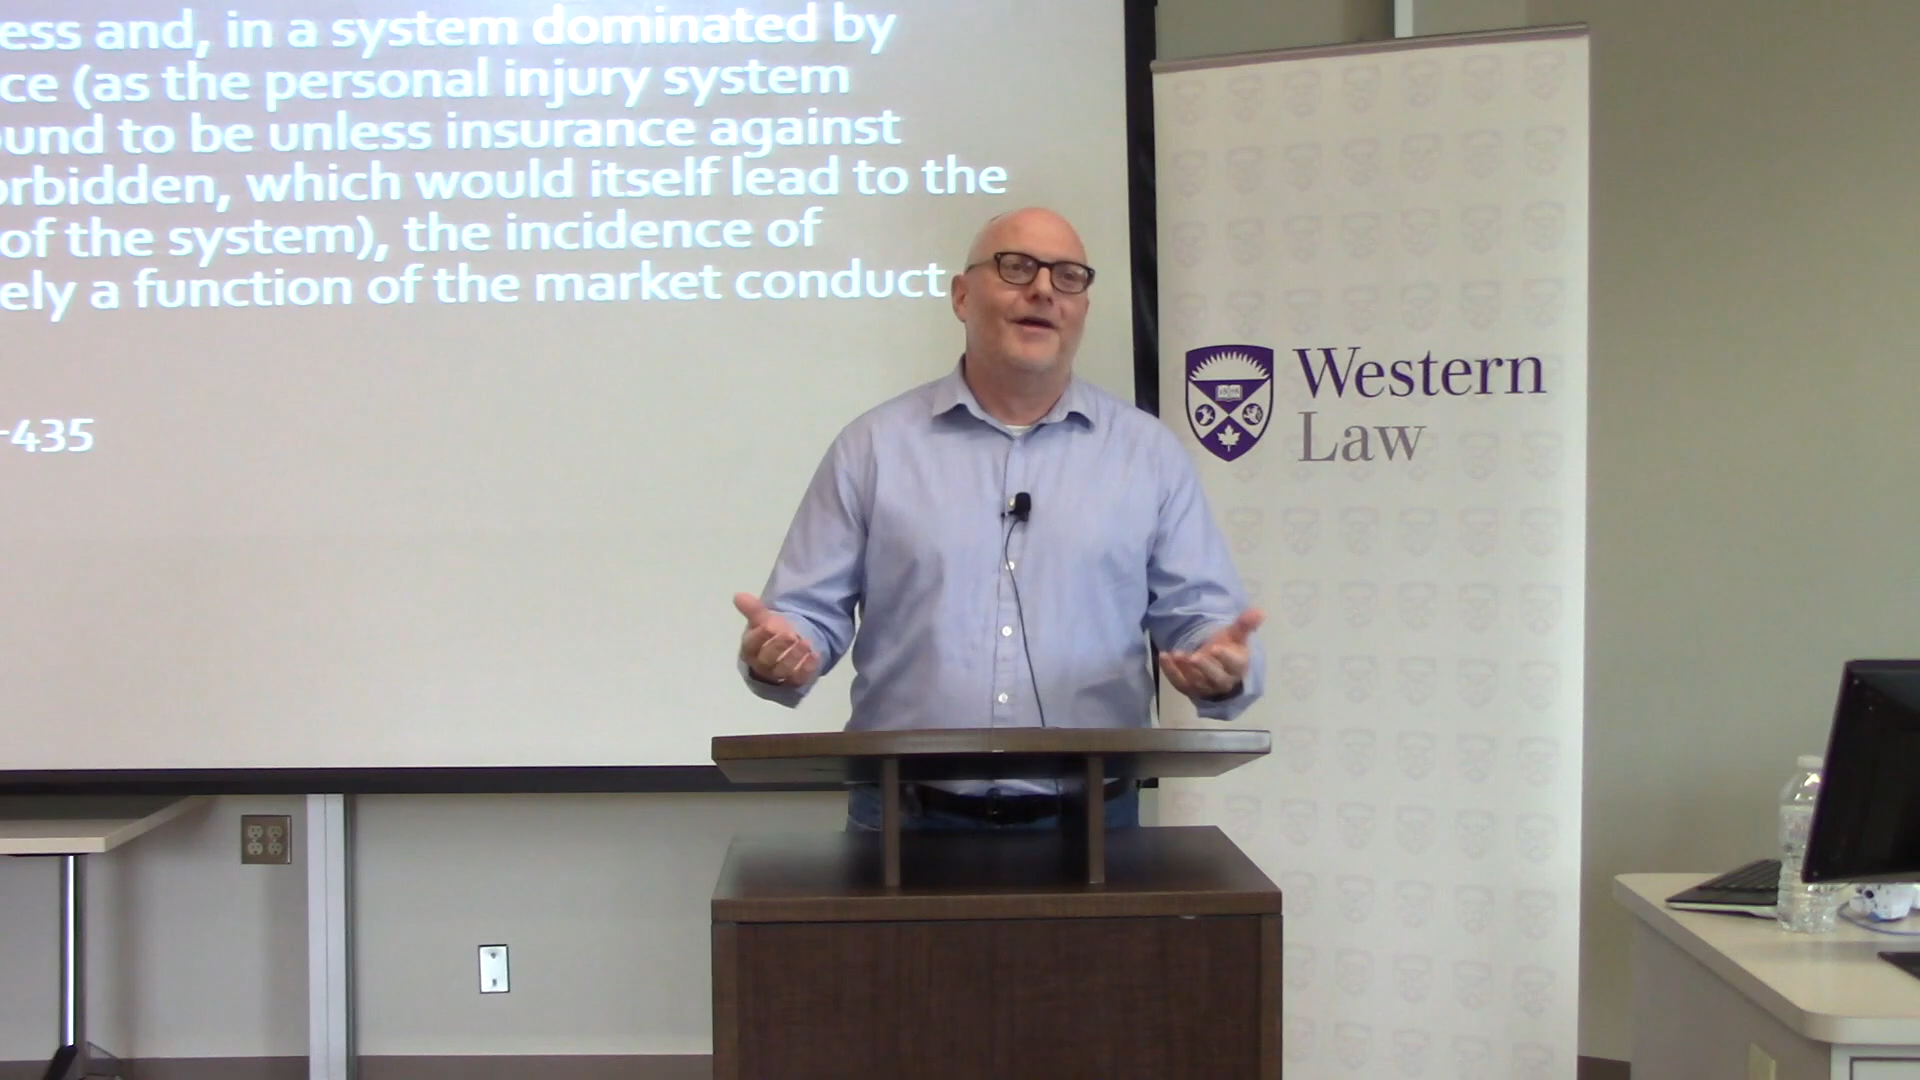 ess and, in a system dominated by
ce (as the personal injury system
ound to be unless insurance against
orbidden, which would itself lead to the
of the system), the incidence of
ely a function of the market conduct
-435
Western
Law